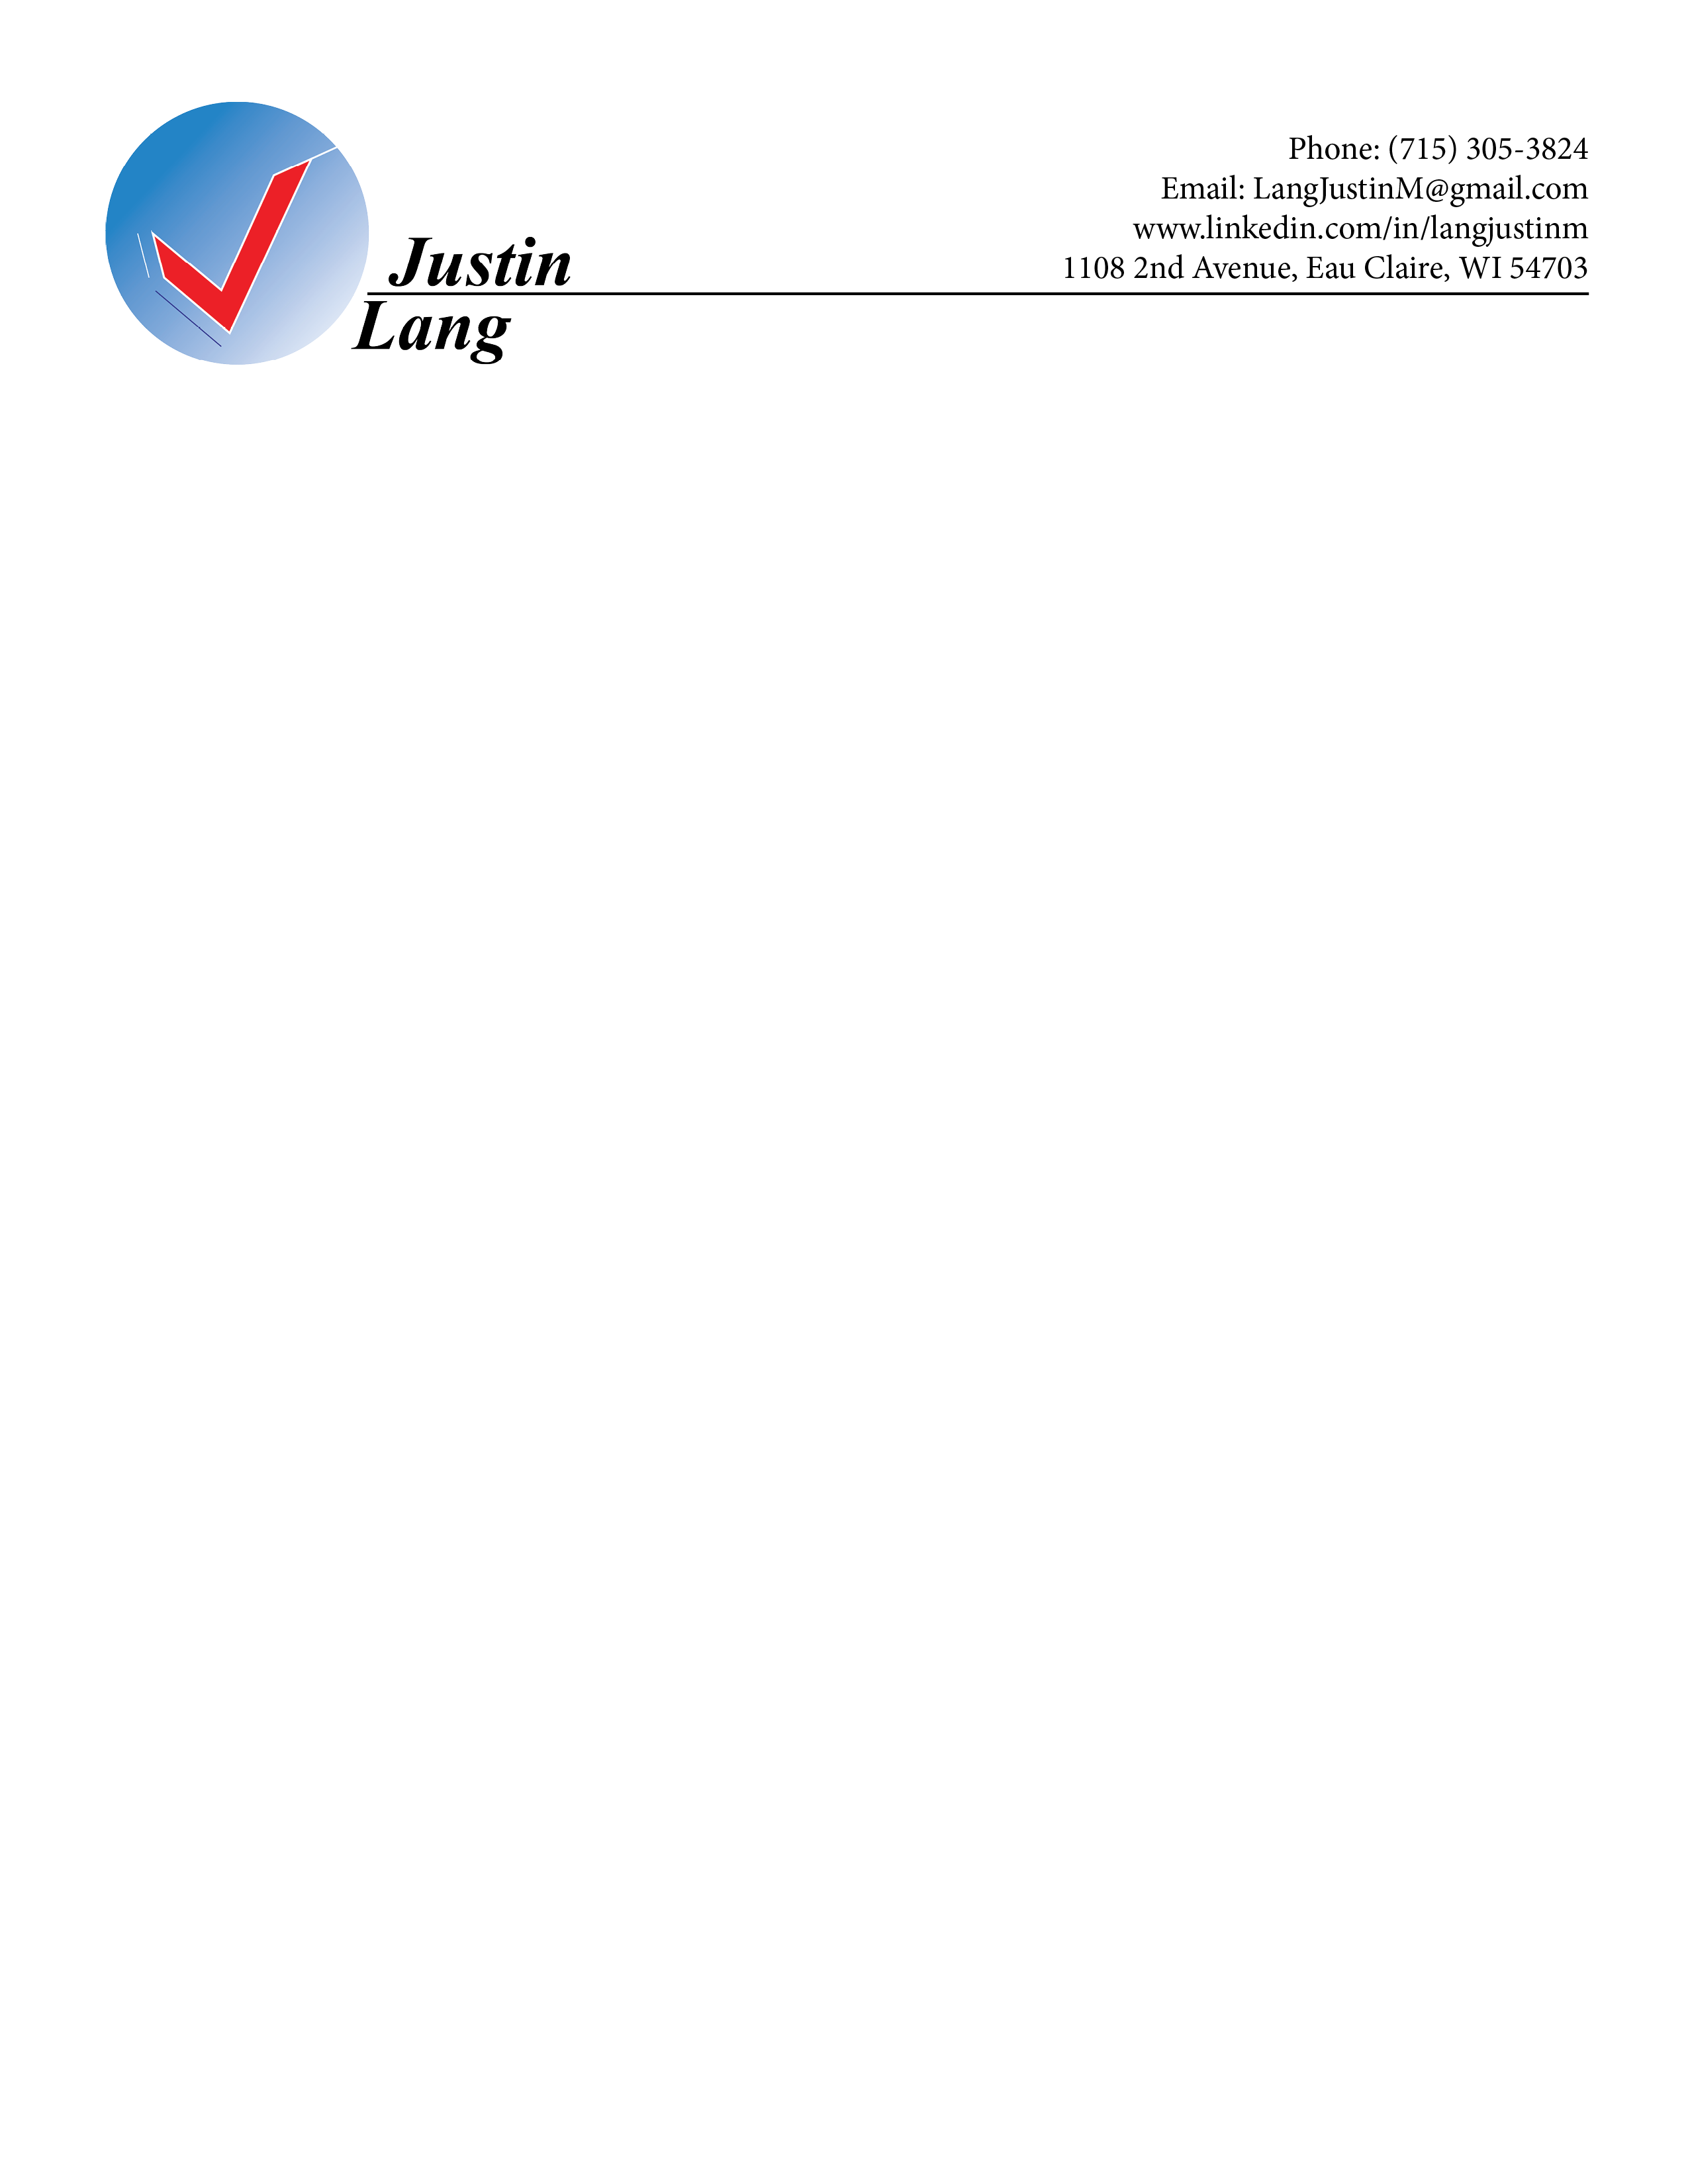 Phone: (715) 305-3824
Email: LangJustinM@gmail.com
www.linkedin.com/in/langjustinm
1108 2nd Avenue, Eau Claire, WI 54703
Justin
Lang